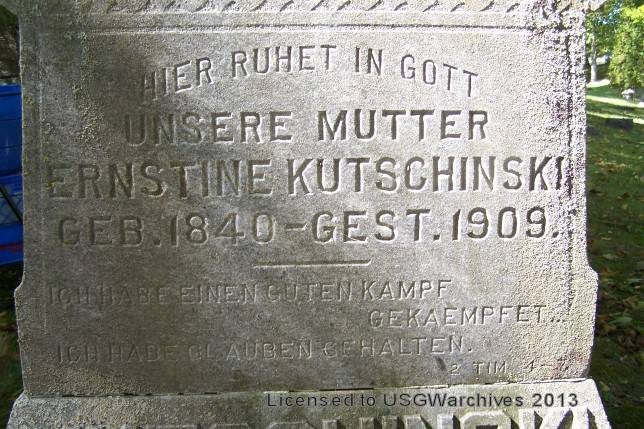 HIER RUHET IN GOTT
UNSERE MUTTER
ERNSTINE KUTSCHINSKI
GEB. 1840 – GEST. 1909.
ICH HABE EINEN GUTEN KAMPF
GEKAEMPFET...
ICH HABE GLAUBEN GEHALTEN.
2 TIM. 4
Licensed to USGWarchives 2013